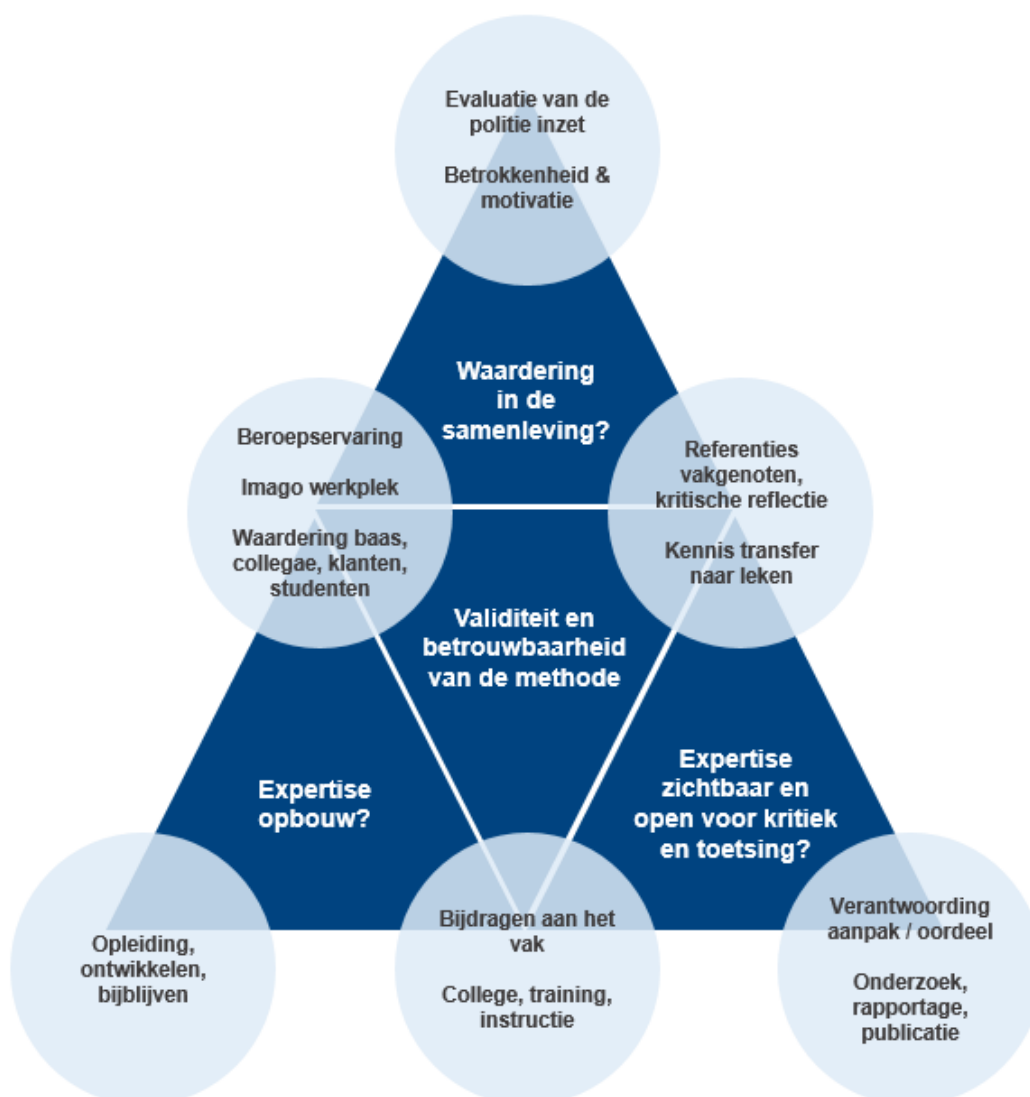 Evaluatie van de
politie inzet
Betrokkenheid &
motivatie
Waardering
in de
samenleving?
Beroepservaring
Imago werkplek
Waardering baas,
collegae, klanten,
studenten
Referenties
vakgenoten,
kritische reflectie
Kennis transfer
naar leken
Validiteit en
betrouwbaarheid
van de methode
Expertise
opbouw?
Expertise
zichtbaar en
open voor kritiek
en toetsing?
Opleiding,
ontwikkelen,
bijblijven
Bijdragen aan het
vak
College, training,
instructie
Verantwoording
aanpak / oordeel
Onderzoek,
rapportage,
publicatie